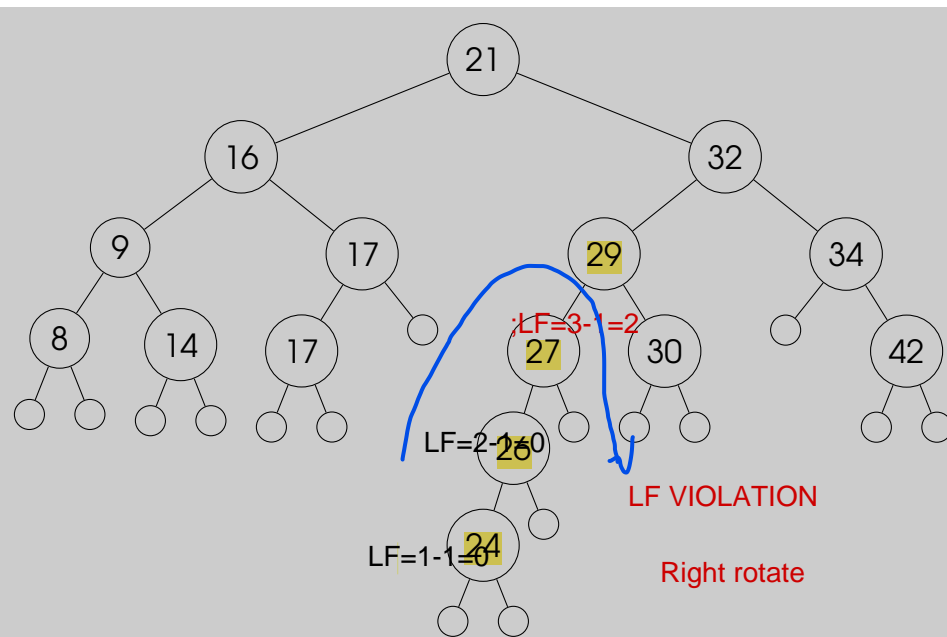 21
16 32
9 17 29 34
8 14 17 ;LF=3-1=2
27 30 42
LF=2-1=0
26
LF VIOLATION
LF=1-1=0
24
Right rotate